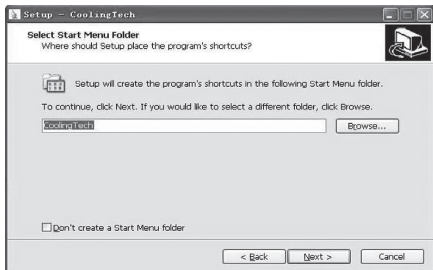 Setup - CoolingTech
Select Start Menu Folder
Where should Setup place the program's shortcuts?
Setup will create the program's shortcuts in the following Start Menu folder.
To continue, click Next. If you would like to select a different folder, click Browse.
CoolingTech
Browse...
Don't create a Start Menu folder
< Back
Next >
Cancel